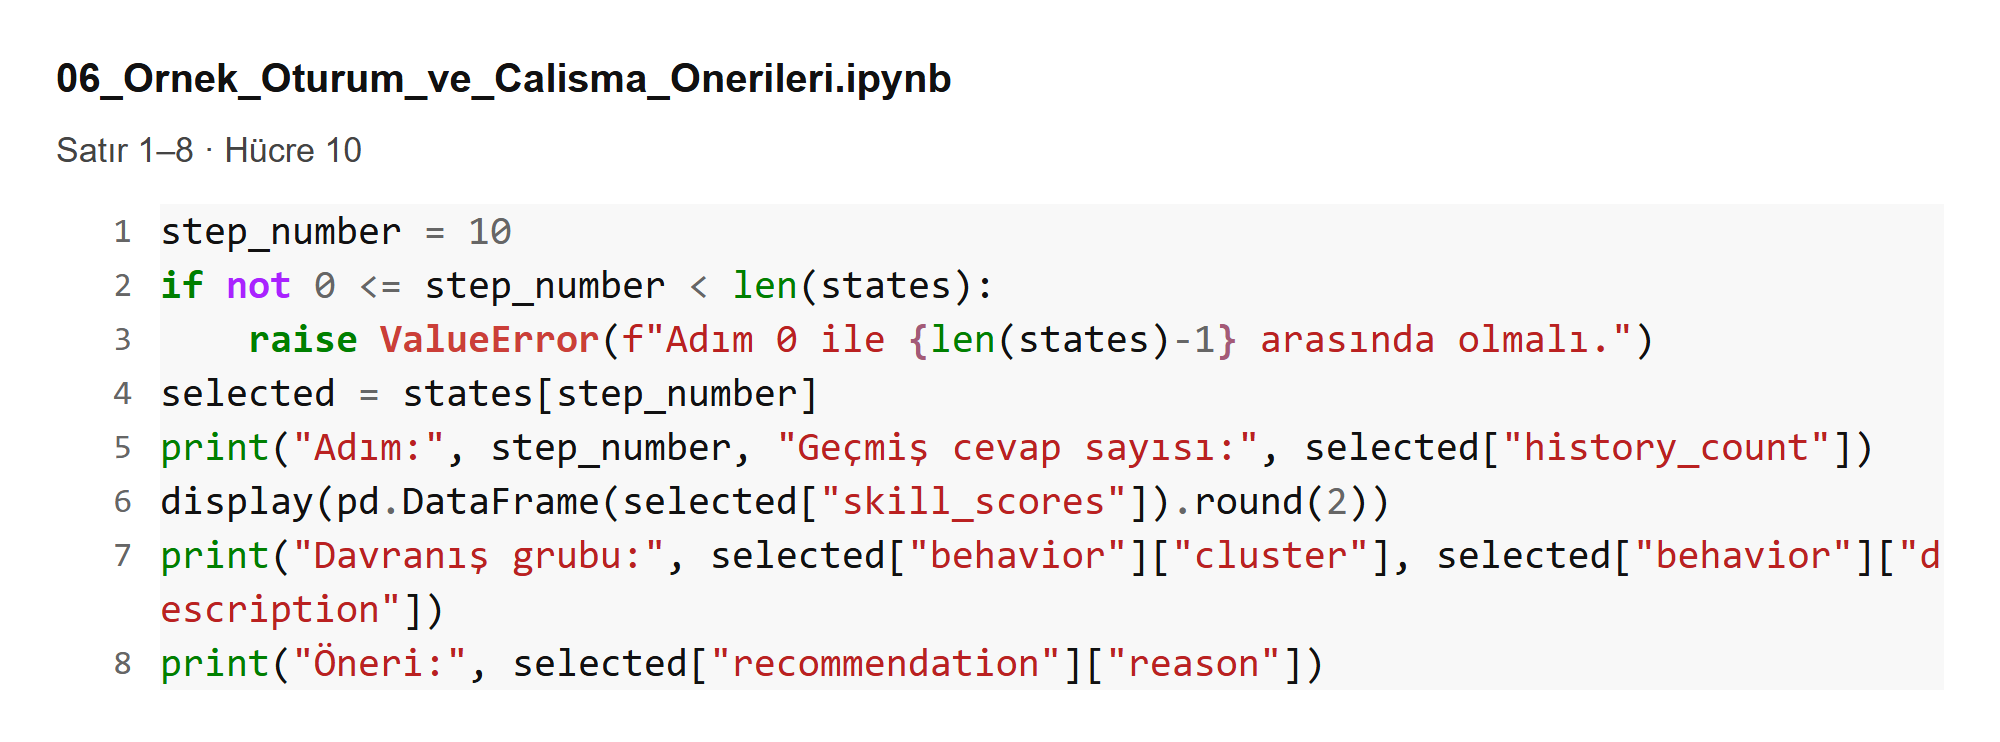 06_Ornek_Oturum_ve_Calisma_Onerileri.ipynb
Satır 1–8 · Hücre 10
1 step_number = 10
2 if not 0 <= step_number < len(states):
3     raise ValueError(f"Adım 0 ile {len(states)-1} arasında olmalı.")
4 selected = states[step_number]
5 print("Adım:", step_number, "Geçmiş cevap sayısı:", selected["history_count"])
6 display(pd.DataFrame(selected["skill_scores"]).round(2))
7 print("Davranış grubu:", selected["behavior"]["cluster"], selected["behavior"]["d
escription"])
8 print("Öneri:", selected["recommendation"]["reason"])